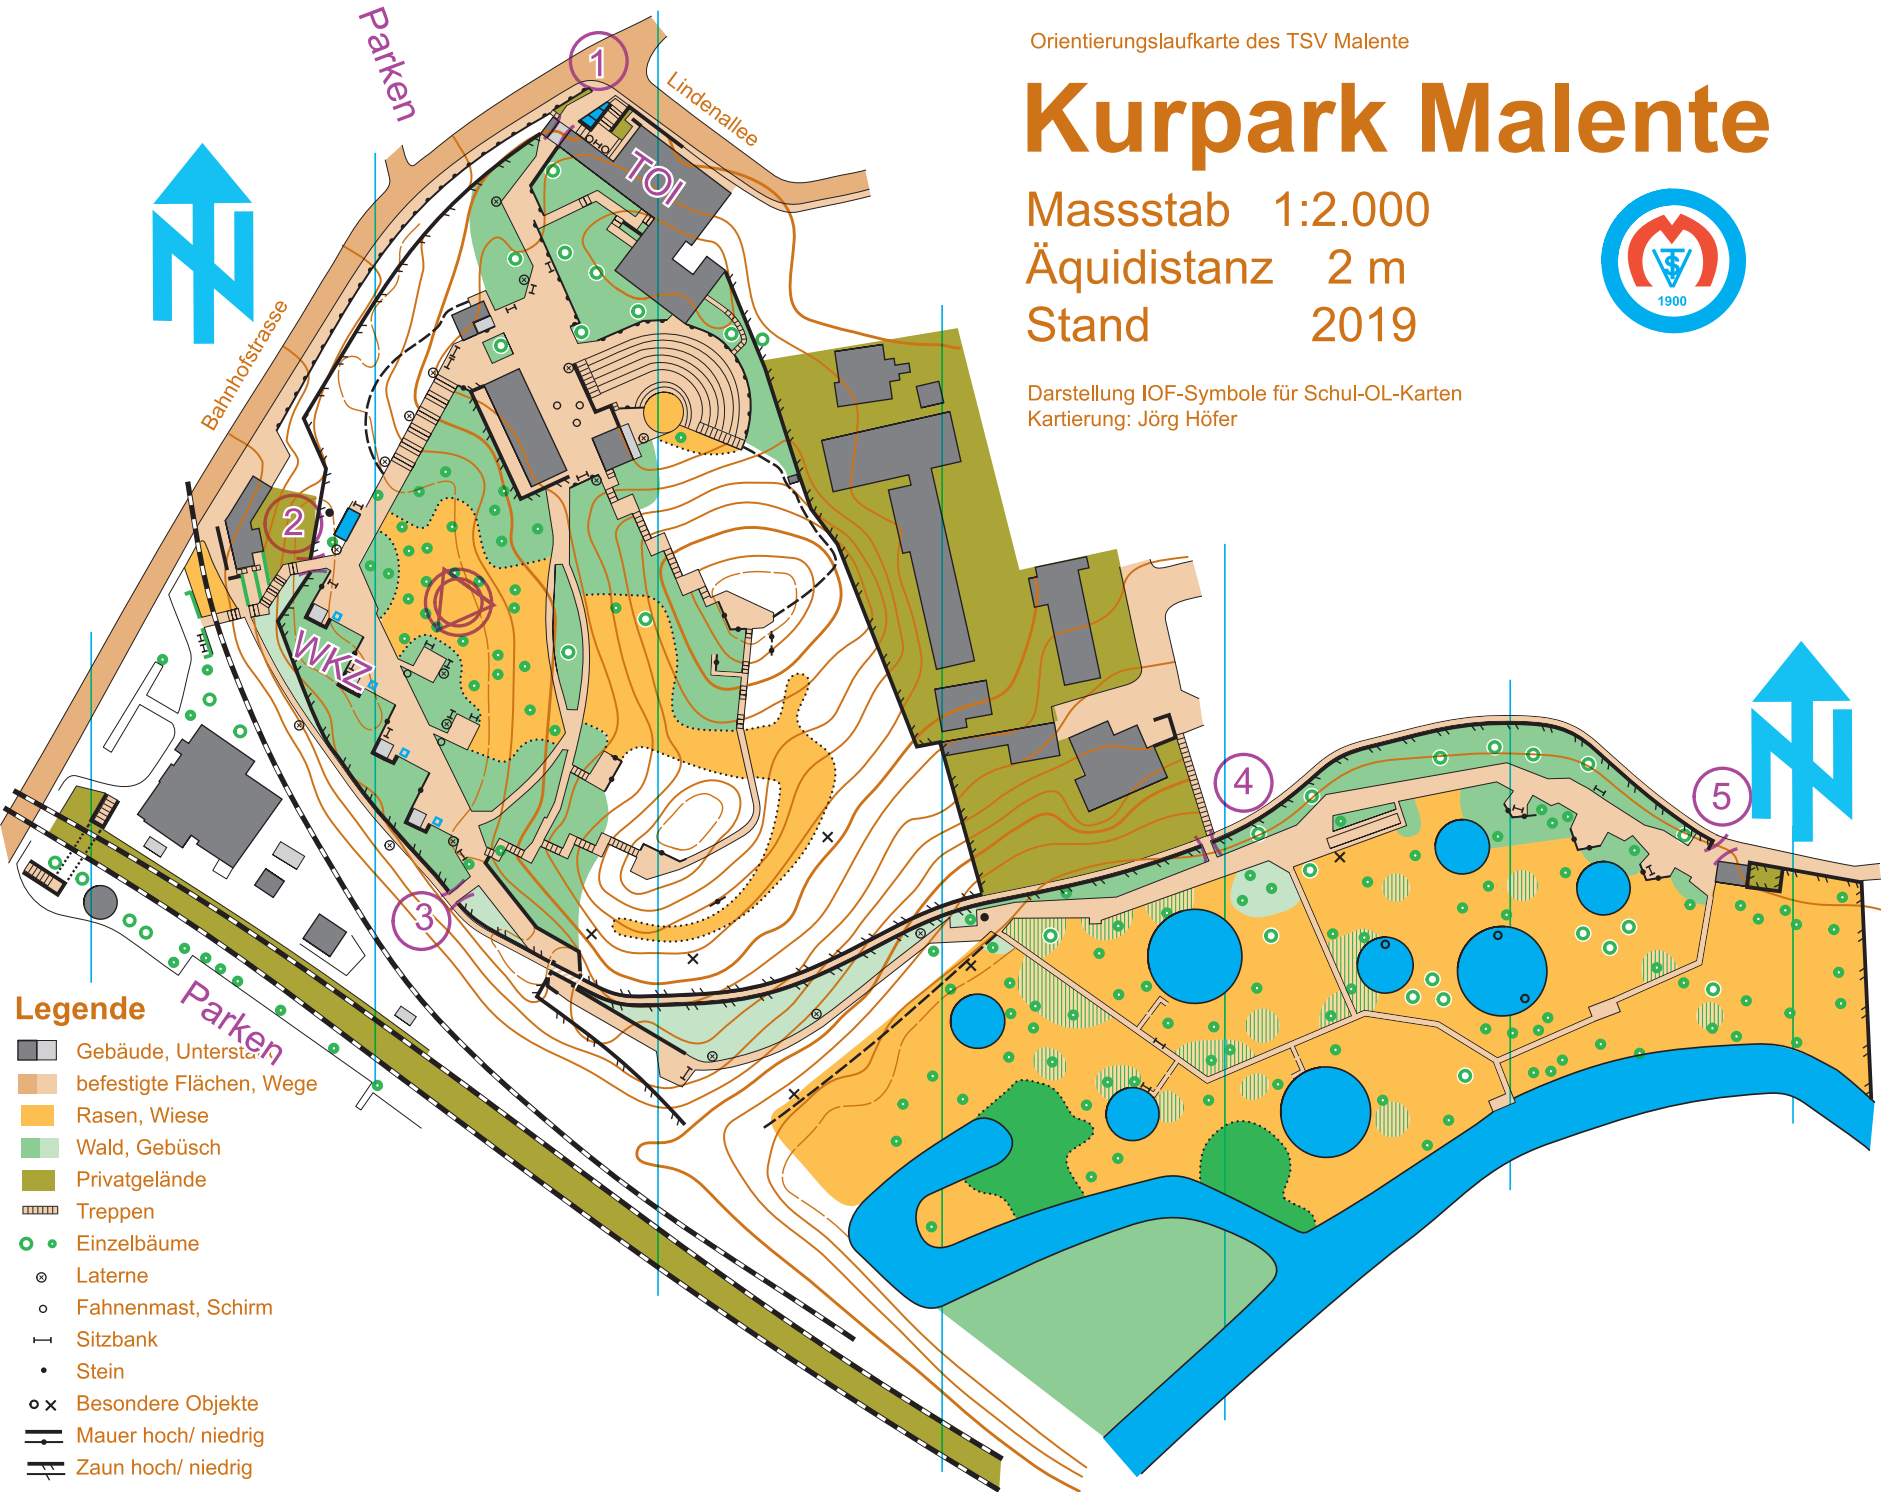 Orientierungslaufkarte des TSV Malente
Kurpark Malente
Massstab 1:2.000
Äquidistanz 2 m
Stand 2019
Darstellung IOF-Symbole für Schul-OL-Karten
Kartierung: Jörg Höfer
1900
Parken
1
Lindenallee
TOI
Bahnhofstrasse
2
WKZ
3
4
5
Parken
Legende
Gebäude, Unterstand
befestigte Flächen, Wege
Rasen, Wiese
Wald, Gebüsch
Privatgelände
Treppen
Einzelbäume
Laterne
Fahnenmast, Schirm
Sitzbank
Stein
Besondere Objekte
Mauer hoch/ niedrig
Zaun hoch/ niedrig